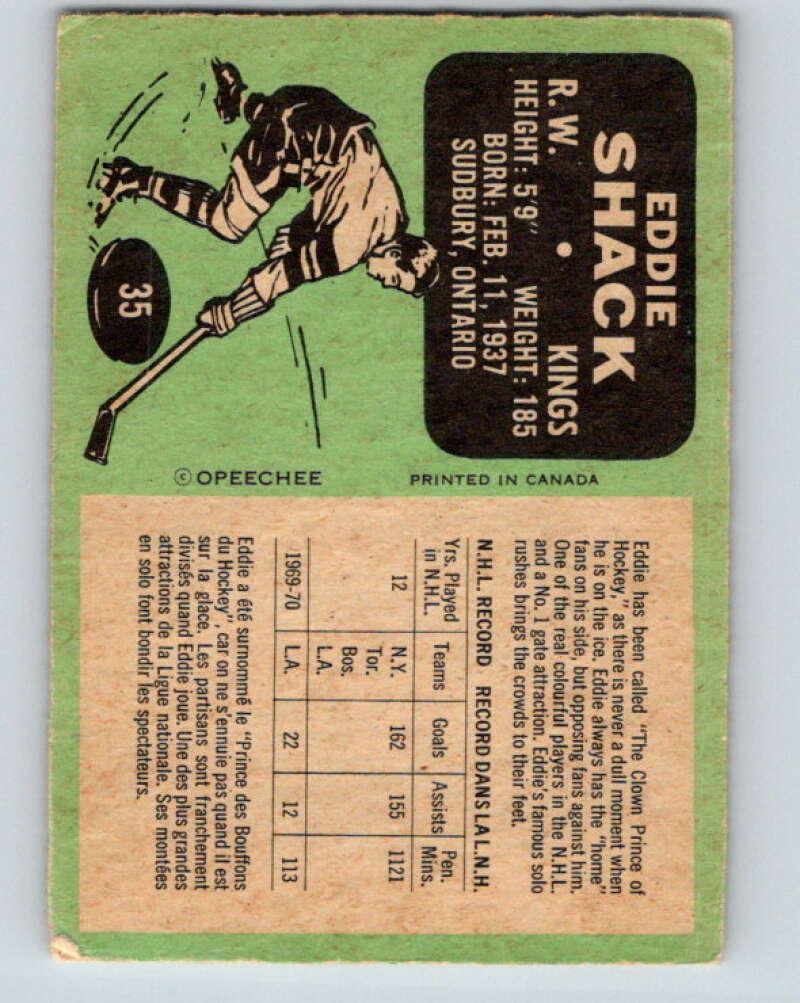 EDDIE
SHACK
R.W. • KINGS
HEIGHT: 5'9" WEIGHT: 185
BORN: FEB. 11, 1937
SUDBURY, ONTARIO
35
© OPEECHEE
PRINTED IN CANADA
Eddie has been called "The Clown Prince of
Hockey," as there is never a dull moment when
he is on the ice. Eddie always has the "home"
fans on his side, but opposing fans against him.
One of the real colourful players in the N.H.L.
and a No. 1 gate attraction. Eddie's famous solo
rushes brings the crowds to their feet.
N.H.L. RECORD RECORD DANS LA L.N.H.
Yrs. Played in N.H.L. Teams Goals Assists Pen. Mins.
12 N.Y. 162 155 1121
Tor.
Bos.
L.A.
1969-70 L.A. 22 12 113
Eddie a été surnommé le "Prince des Bouffons
du Hockey", car on ne s'ennuie pas quand il est
sur la glace. Les partisans sont franchement
divisés quand Eddie joue. Une des plus grandes
attractions de la Ligue nationale. Ses montées
en solo font bondir les spectateurs.